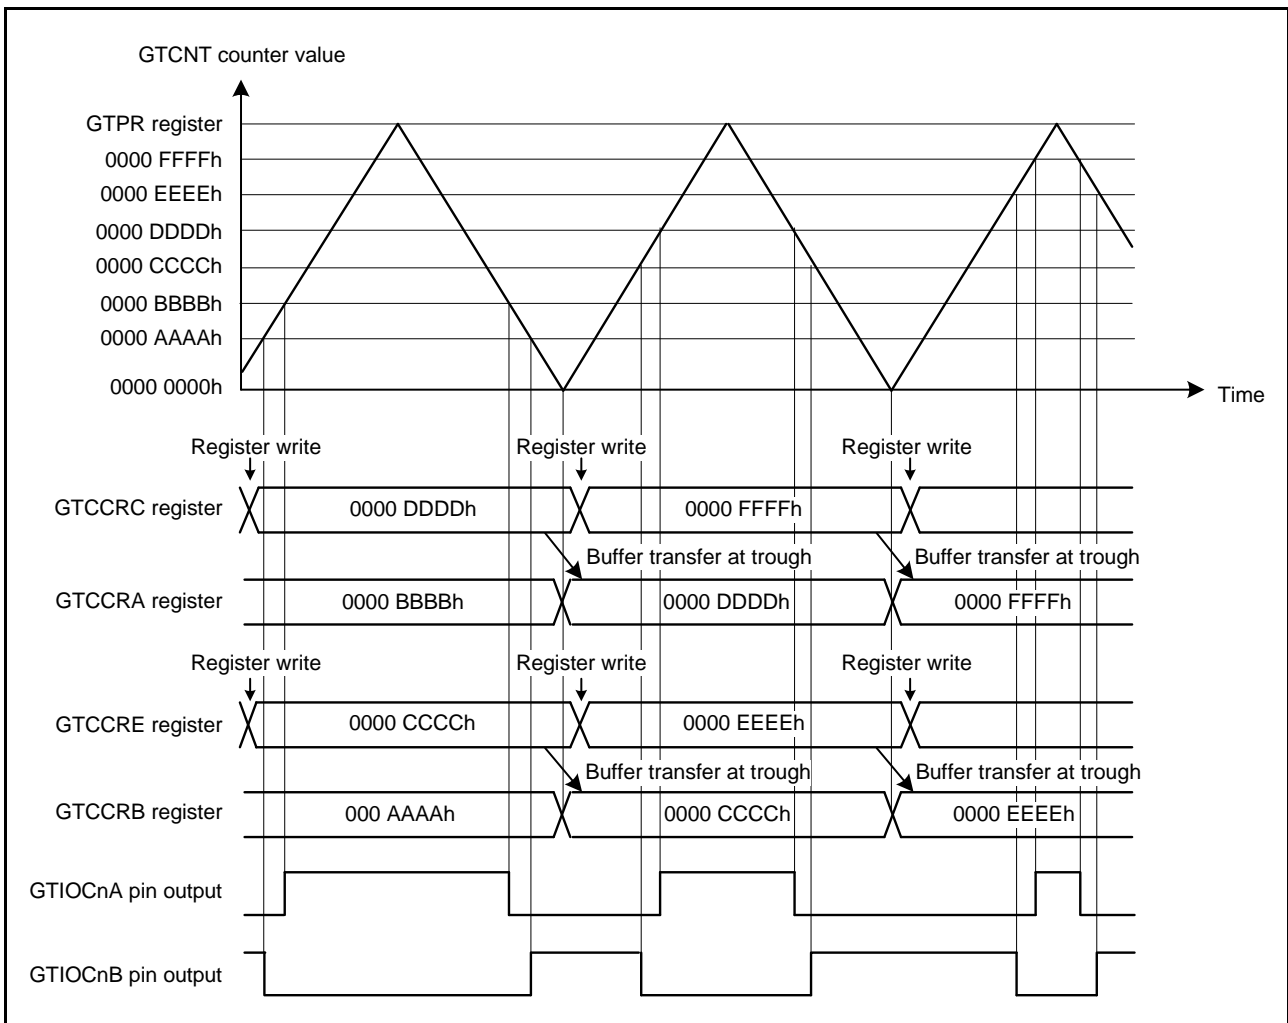 GTCNT counter value
GTPR register
0000 FFFFh
0000 EEEEh
0000 DDDDh
0000 CCCCh
0000 BBBBh
0000 AAAAh
0000 0000h
Time
Register write
Register write
Register write
GTCCRC register
0000 DDDDh
0000 FFFFh
Buffer transfer at trough
Buffer transfer at trough
GTCCRA register
0000 BBBBh
0000 DDDDh
0000 FFFFh
Register write
Register write
Register write
GTCCRE register
0000 CCCCh
0000 EEEEh
Buffer transfer at trough
Buffer transfer at trough
GTCCRB register
000 AAAAh
0000 CCCCh
0000 EEEEh
GTIOCnA pin output
GTIOCnB pin output